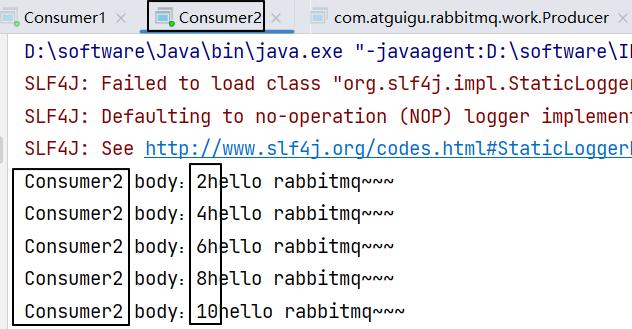 Consumer1 Consumer2 com.atguigu.rabbitmq.work.Producer
D:\software\Java\bin\java.exe "-javaagent:D:\software\I
SLF4J: Failed to load class "org.slf4j.impl.StaticLogger
SLF4J: Defaulting to no-operation (NOP) logger implemen
SLF4J: See http://www.slf4j.org/codes.html#StaticLogger
Consumer2 body：2hello rabbitmq~~~
Consumer2 body：4hello rabbitmq~~~
Consumer2 body：6hello rabbitmq~~~
Consumer2 body：8hello rabbitmq~~~
Consumer2 body：10hello rabbitmq~~~